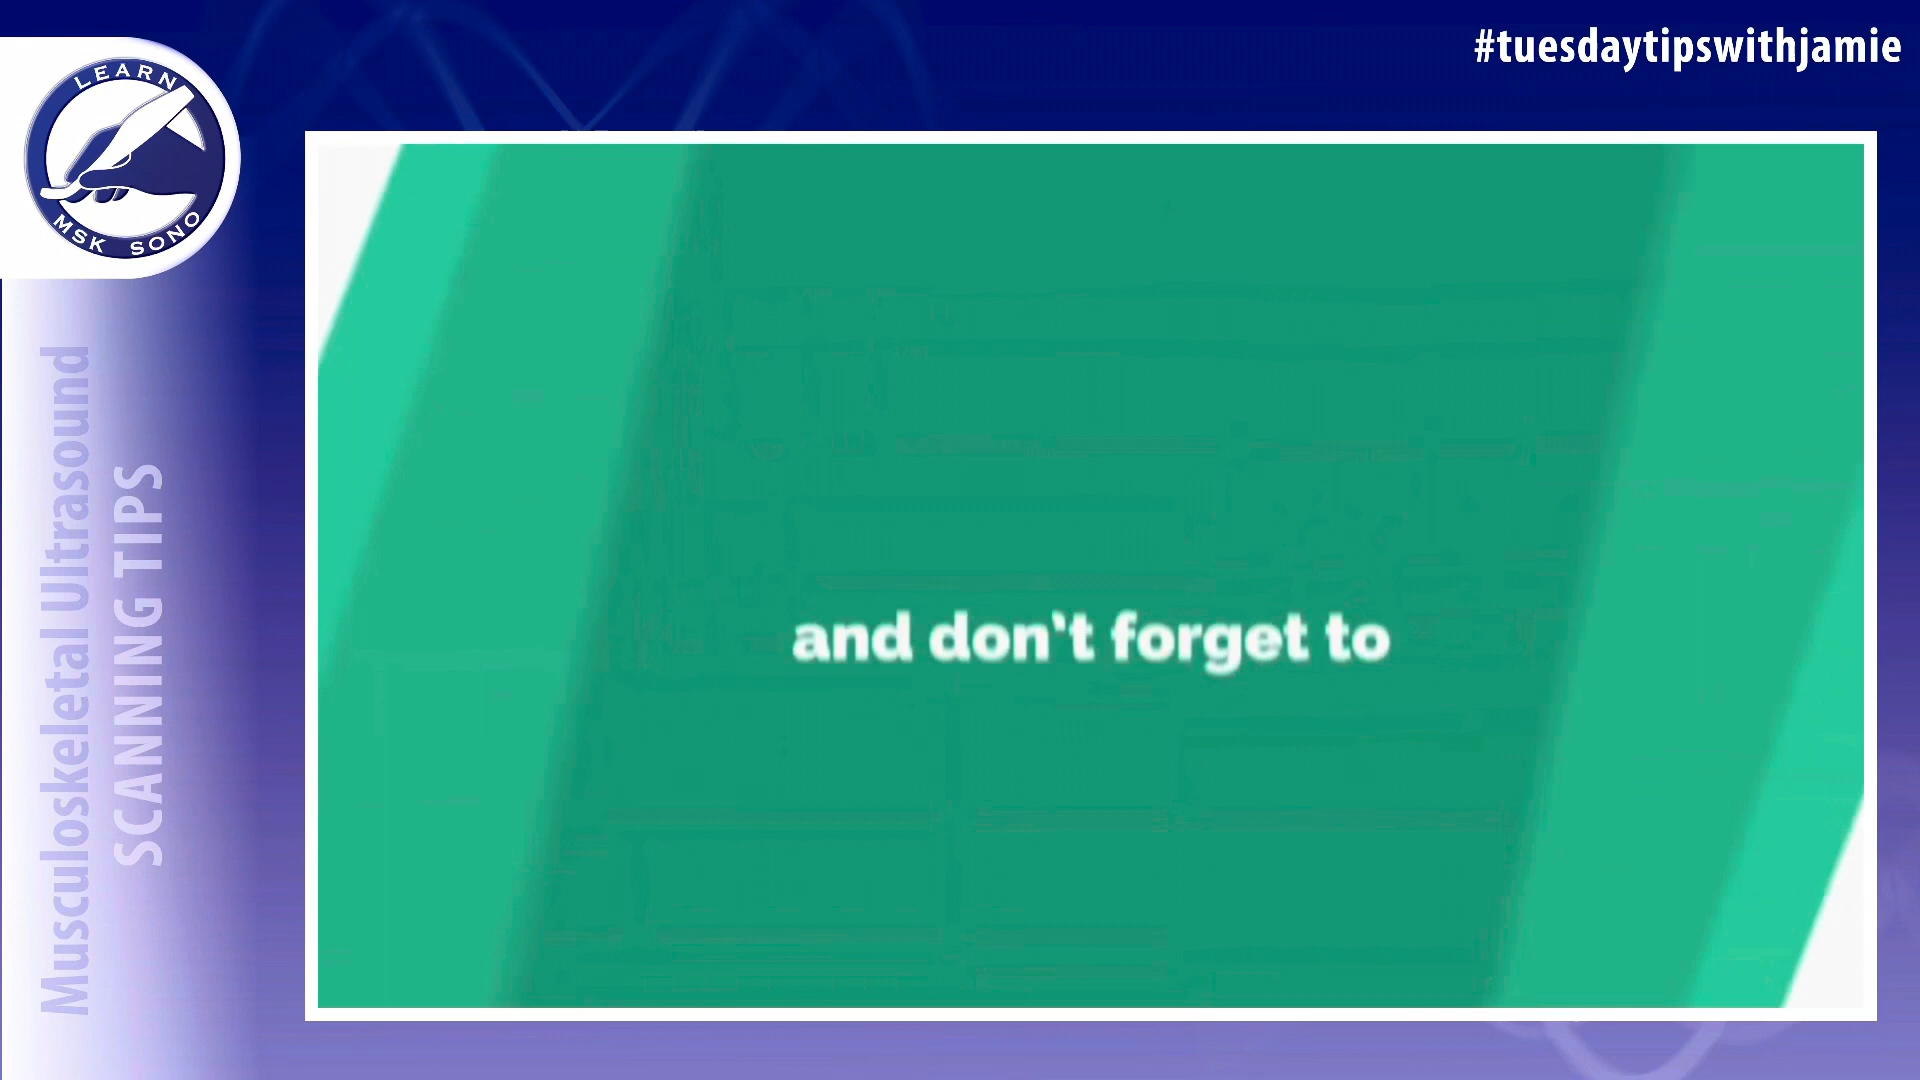 #tuesdaytipswithjamie
LEARN
MSK SONO
Musculoskeletal Ultrasound
SCANNING TIPS
and don't forget to